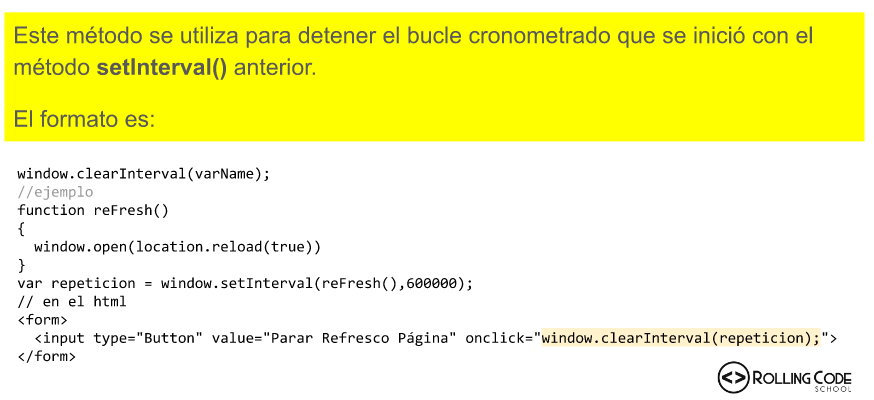 Este método se utiliza para detener el bucle cronometrado que se inició con el
método setInterval() anterior.
El formato es:
window.clearInterval(varName);
//ejemplo
function reFresh()
{
  window.open(location.reload(true))
}
var repeticion = window.setInterval(reFresh(),600000);
// en el html
<form>
  <input type="Button" value="Parar Refresco Página" onclick="window.clearInterval(repeticion);">
</form>
ROLLING CODE
SCHOOL